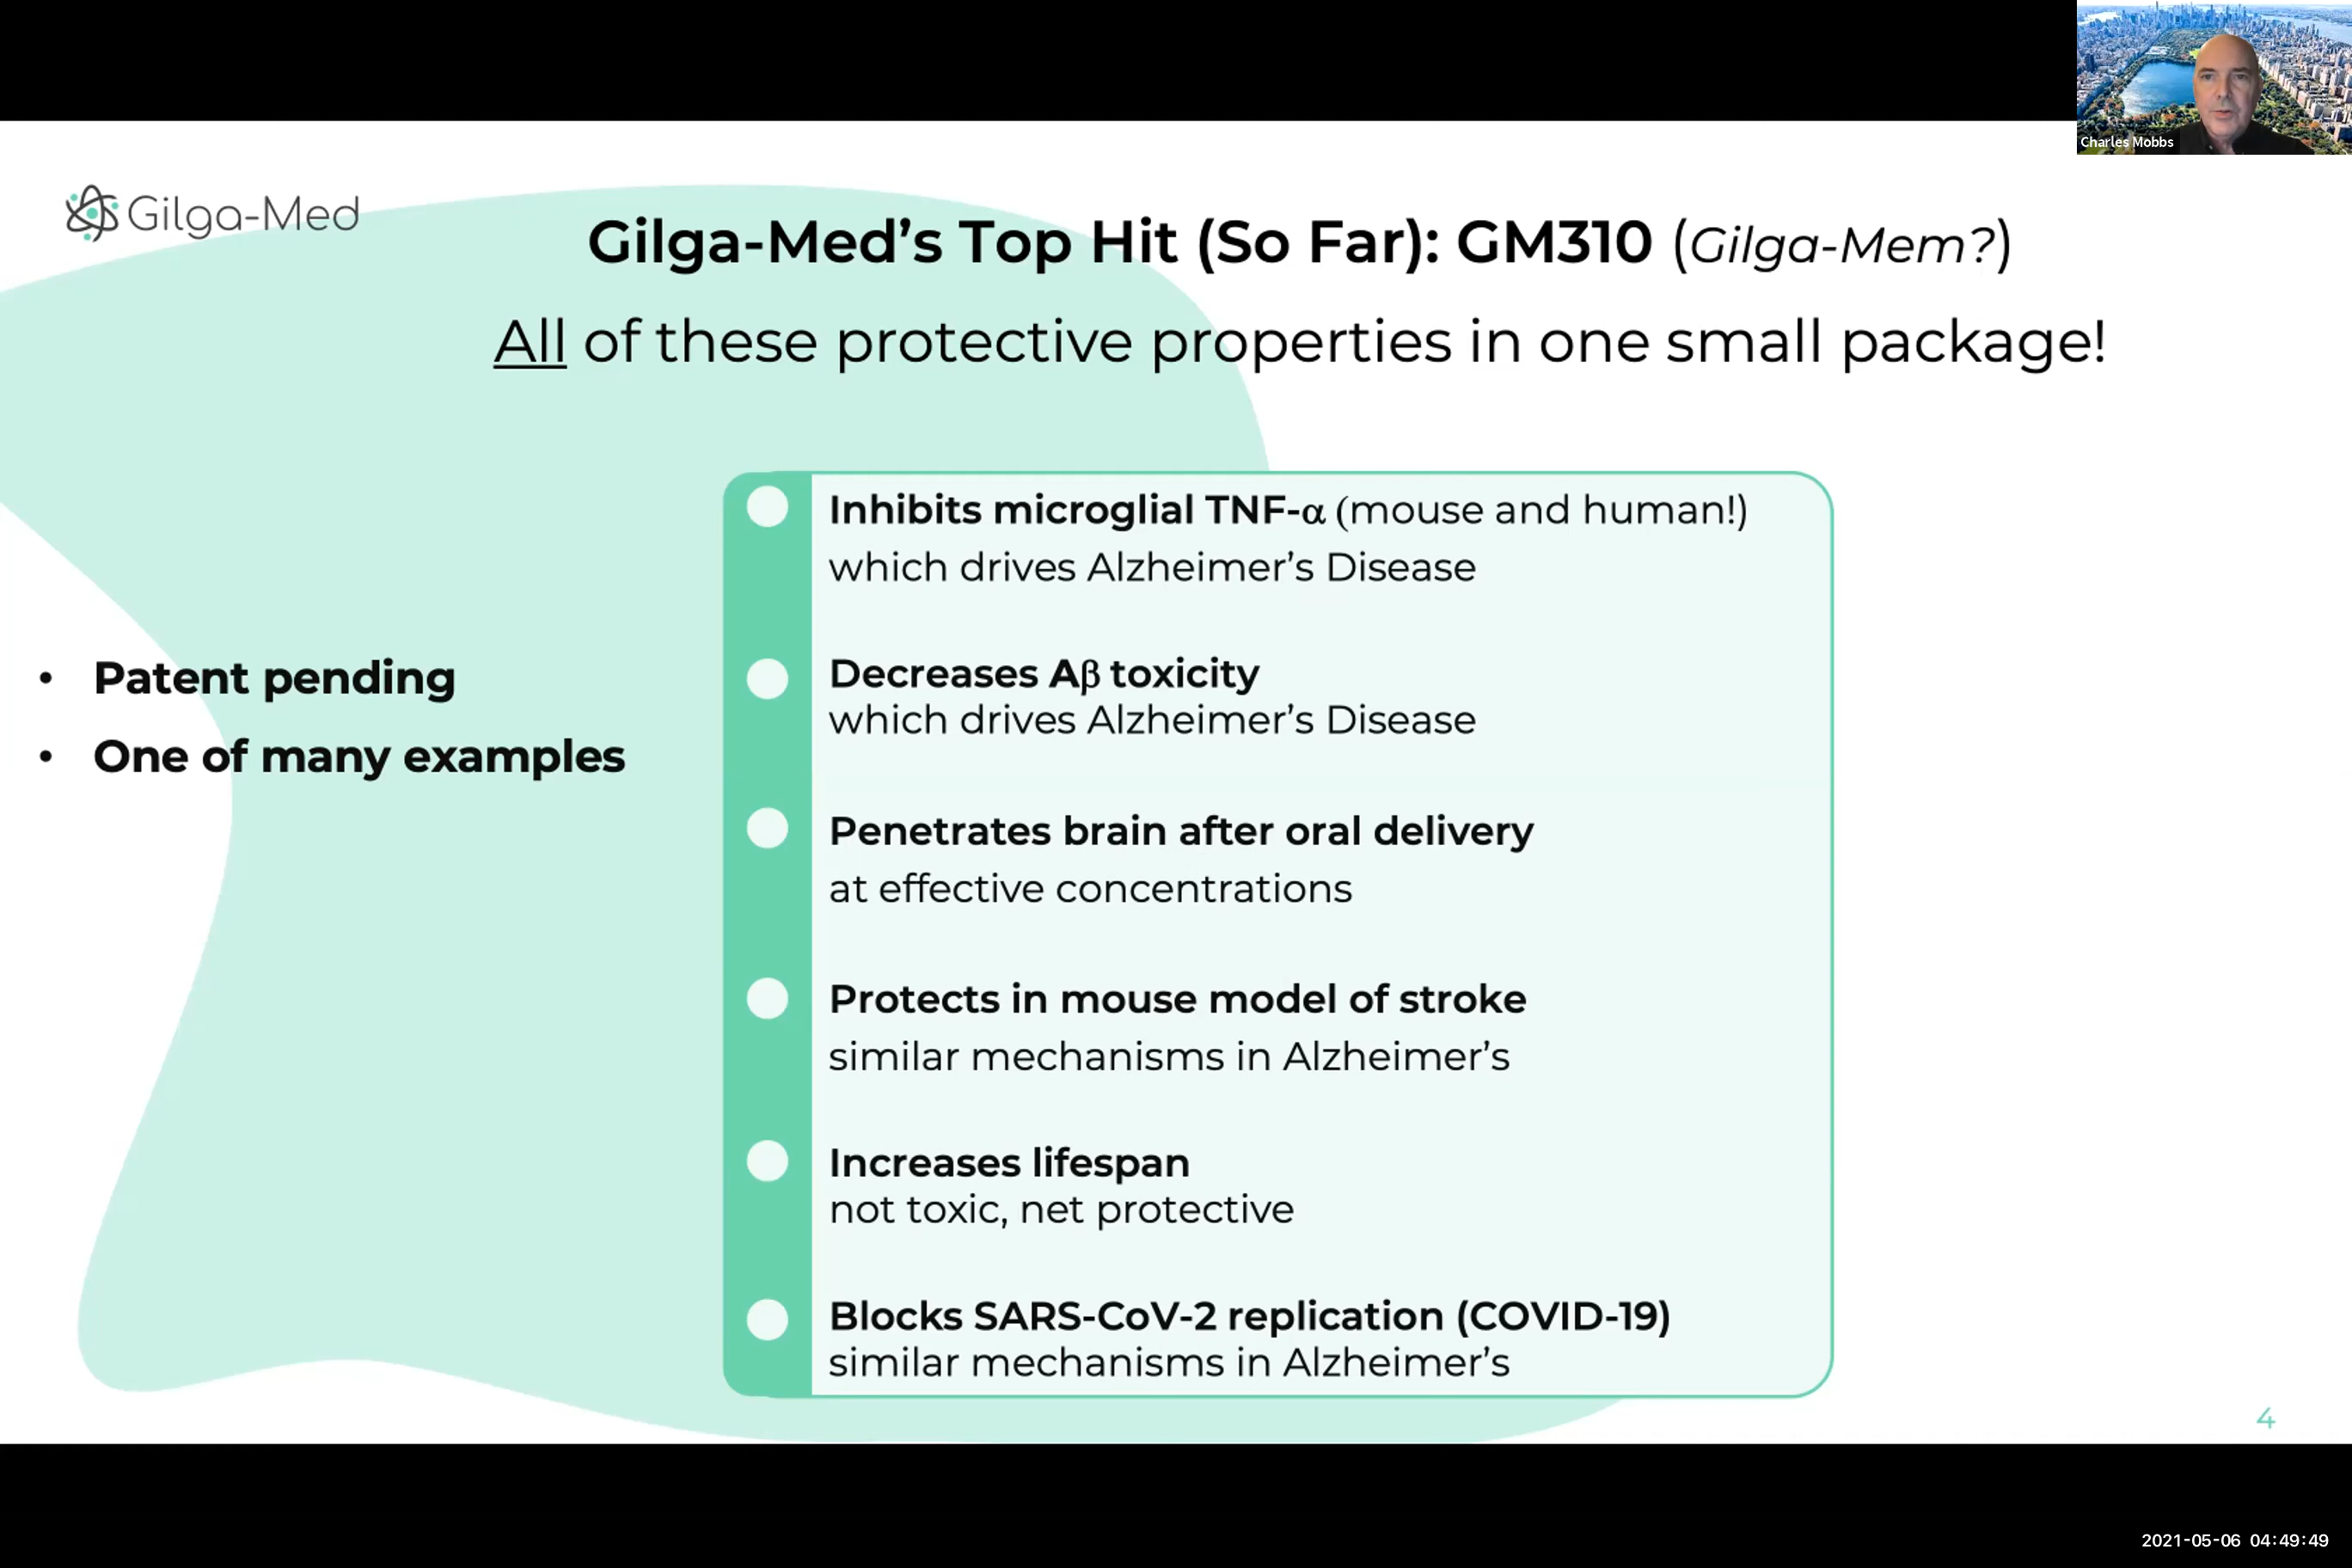 Charles Mobbs
Gilga-Med
Gilga-Med’s Top Hit (So Far): GM310 (Gilga-Mem?)
All of these protective properties in one small package!
• Patent pending
• One of many examples
Inhibits microglial TNF-α (mouse and human!)
which drives Alzheimer’s Disease
Decreases Aβ toxicity
which drives Alzheimer’s Disease
Penetrates brain after oral delivery
at effective concentrations
Protects in mouse model of stroke
similar mechanisms in Alzheimer’s
Increases lifespan
not toxic, net protective
Blocks SARS-CoV-2 replication (COVID-19)
similar mechanisms in Alzheimer’s
4
2021-05-06 04:49:49